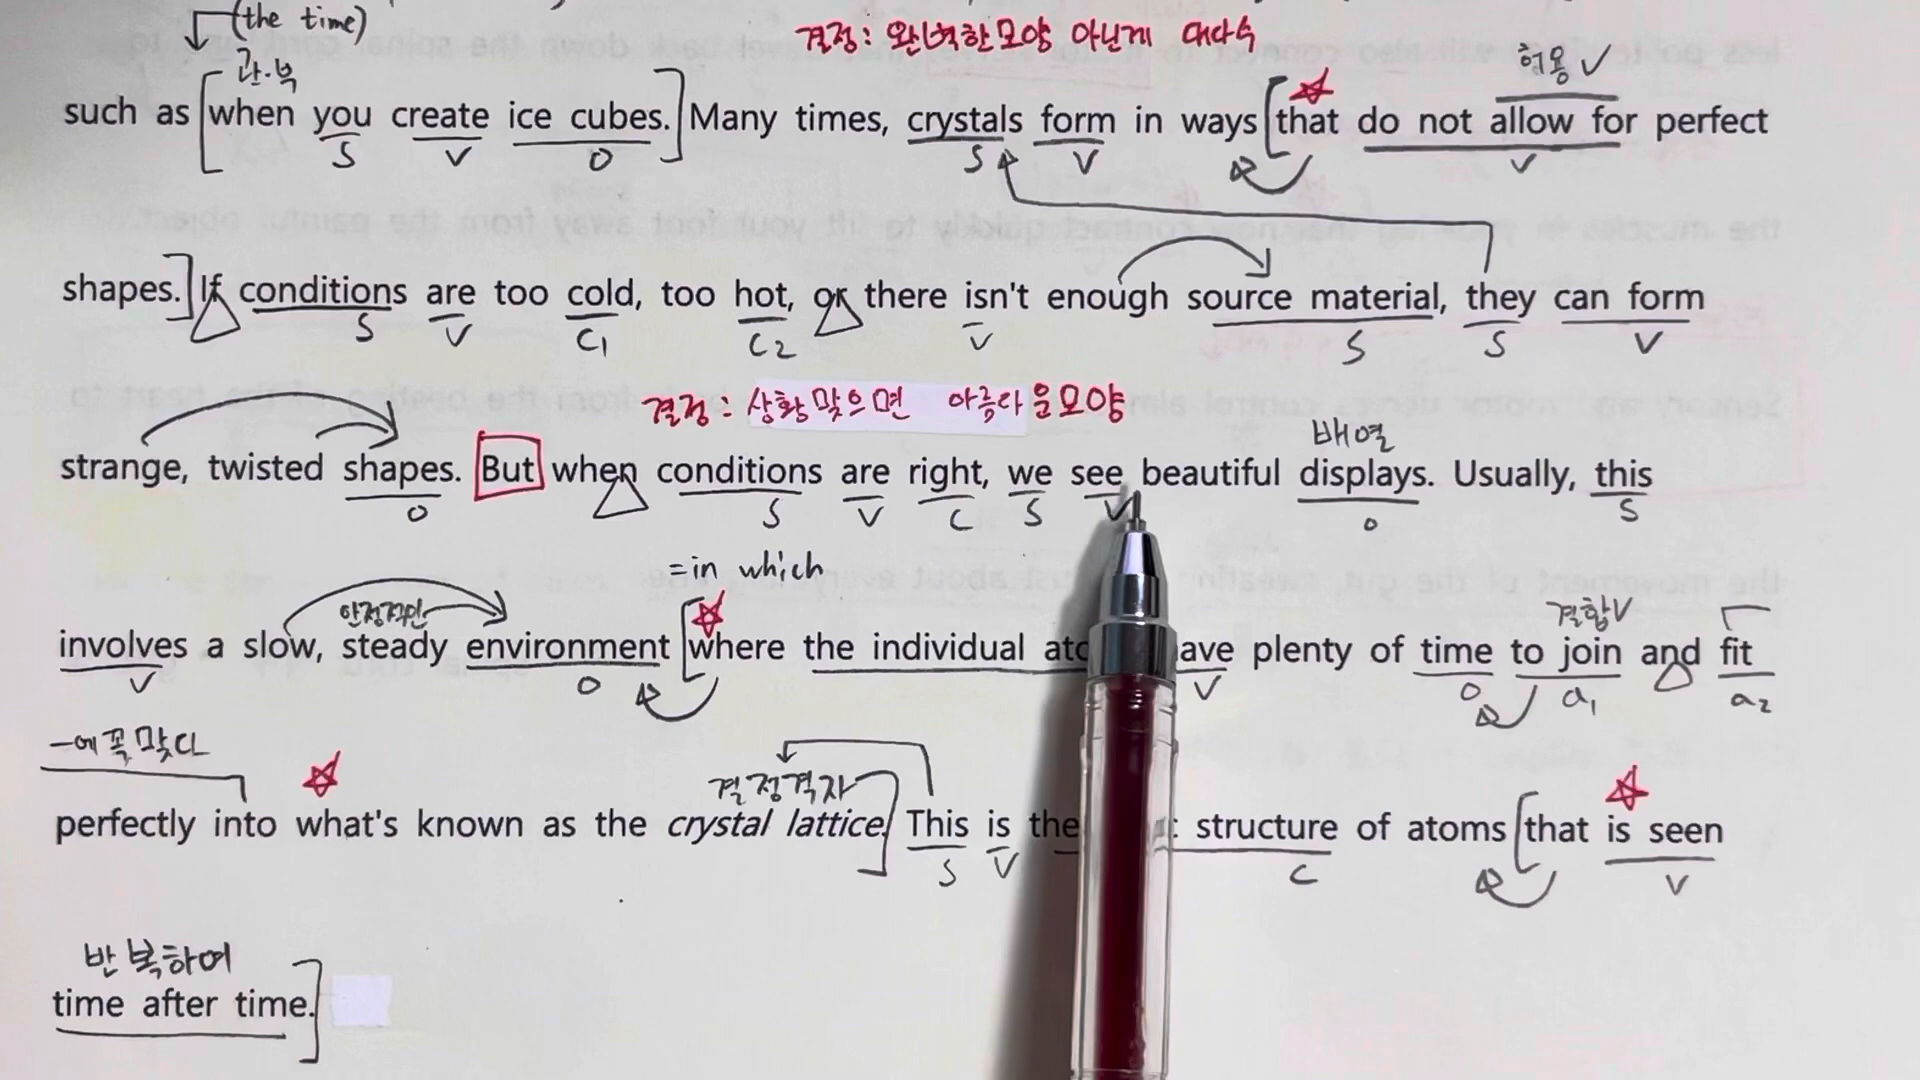 (the time)
결정: 완벽한모양 아닌게 대다수
허용 V
관.부
such as [when you create ice cubes.] Many times, crystals form in ways [that do not allow for perfect
S V O S V V
shapes.] If conditions are too cold, too hot, or there isn't enough source material, they can form
S V C1 C2 V S S V
결정: 상황맞으면 아름다운모양
배열
strange, twisted shapes. But when conditions are right, we see beautiful displays. Usually, this
O S V C S V O S
=in which
안정적인
결합V
involves a slow, steady environment [where the individual ave plenty of time to join and fit
V O V O a1 a2
-에 꼭 맞다
결정격자
perfectly into what's known as the crystal lattice] This is the structure of atoms [that is seen
S V C V
반복하여
time after time.]